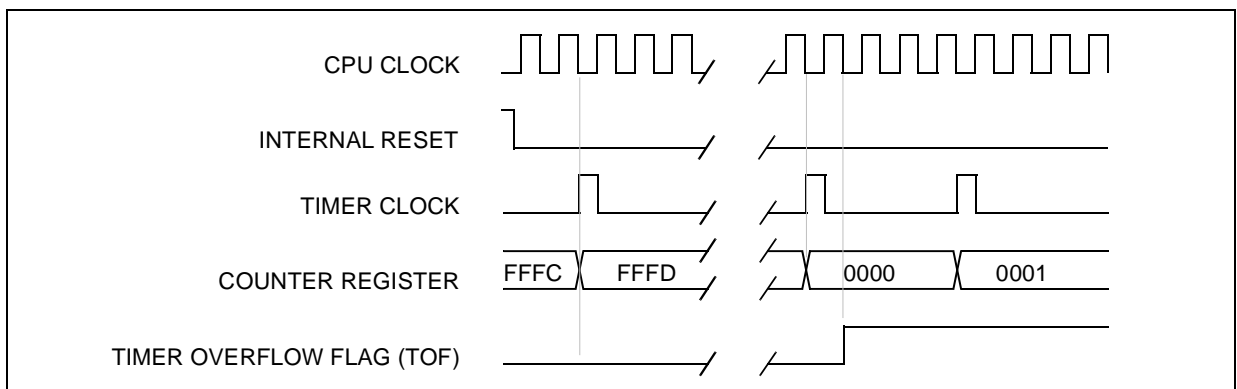 CPU CLOCK
INTERNAL RESET
TIMER CLOCK
COUNTER REGISTER
FFFC FFFD 0000 0001
TIMER OVERFLOW FLAG (TOF)